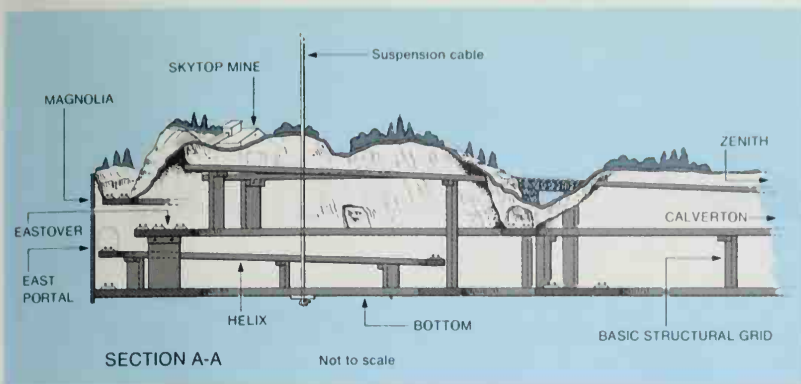 Suspension cable
SKYTOP MINE
MAGNOLIA
ZENITH
CALVERTON
EASTOVER
EAST
PORTAL
HELIX
BOTTOM
BASIC STRUCTURAL GRID
SECTION A-A
Not to scale